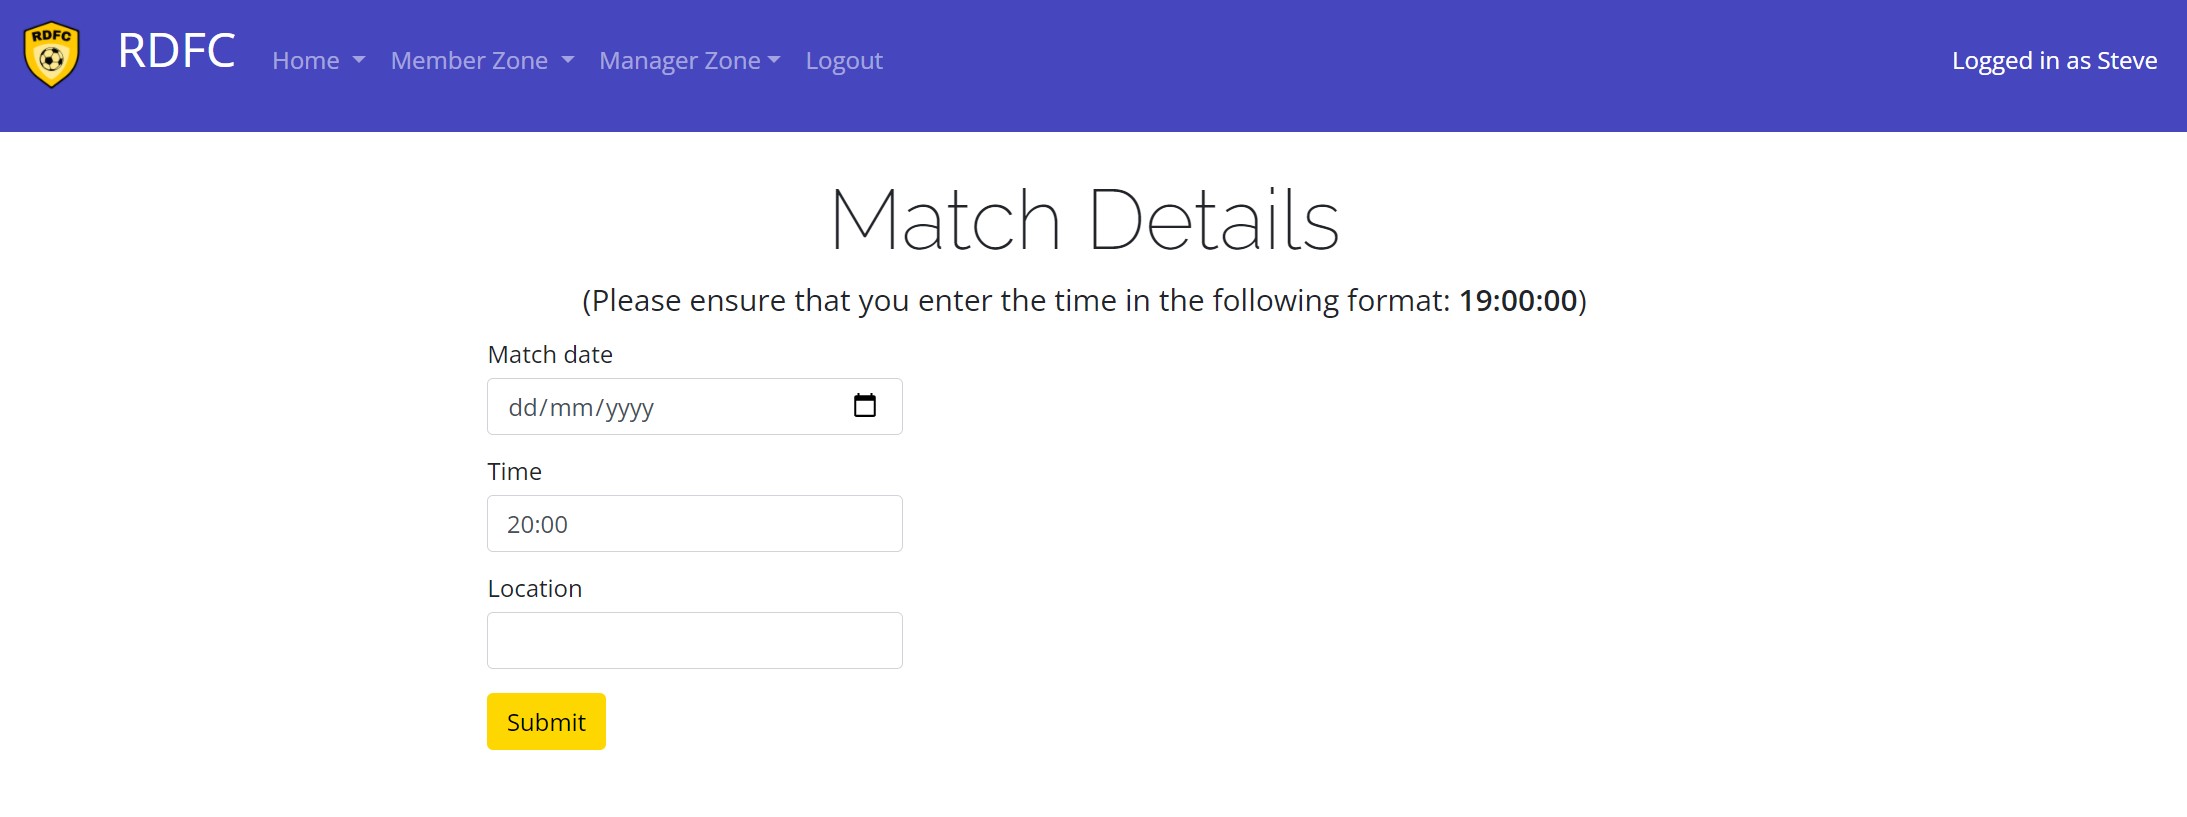 RDFC
RDFC Home Member Zone Manager Zone Logout Logged in as Steve
Match Details
(Please ensure that you enter the time in the following format: 19:00:00)
Match date
dd/mm/yyyy
Time
20:00
Location
Submit